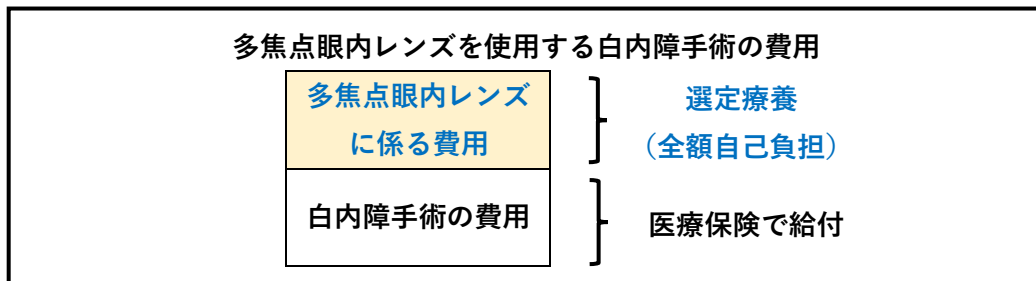 多焦点眼内レンズを使用する白内障手術の費用
多焦点眼内レンズ
に係る費用
選定療養
（全額自己負担）
白内障手術の費用
医療保険で給付